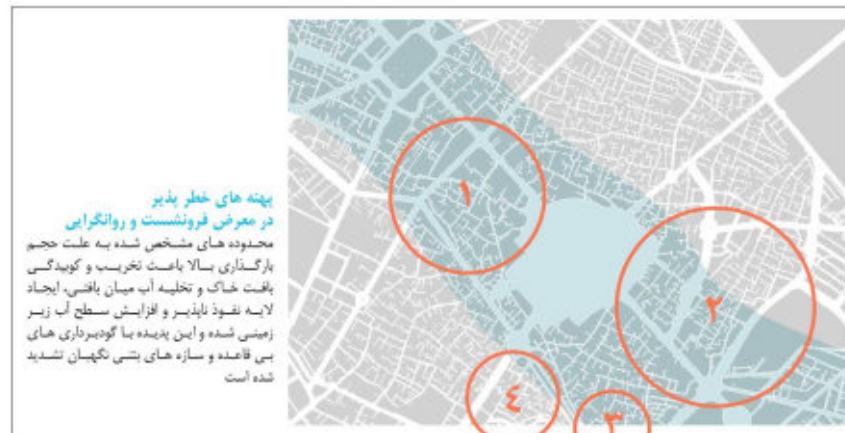 پهنه های خطر پذیر
در معرض فرونشست و روانگرایی
محدوده های مشخص شده به علت حجم
بارگذاری بالا باعث تخریب و کوبیدگی
بافت خاک و تخلیه آب میان بافتی، ایجاد
لایه نفوذ ناپذیر و افزایش سطح آب زیر
زمینی شده و این پدیده با گودبرداری های
بی قاعده و سازه های بتنی نگهبان تشدید
شده است
۱
۲
۴
۳